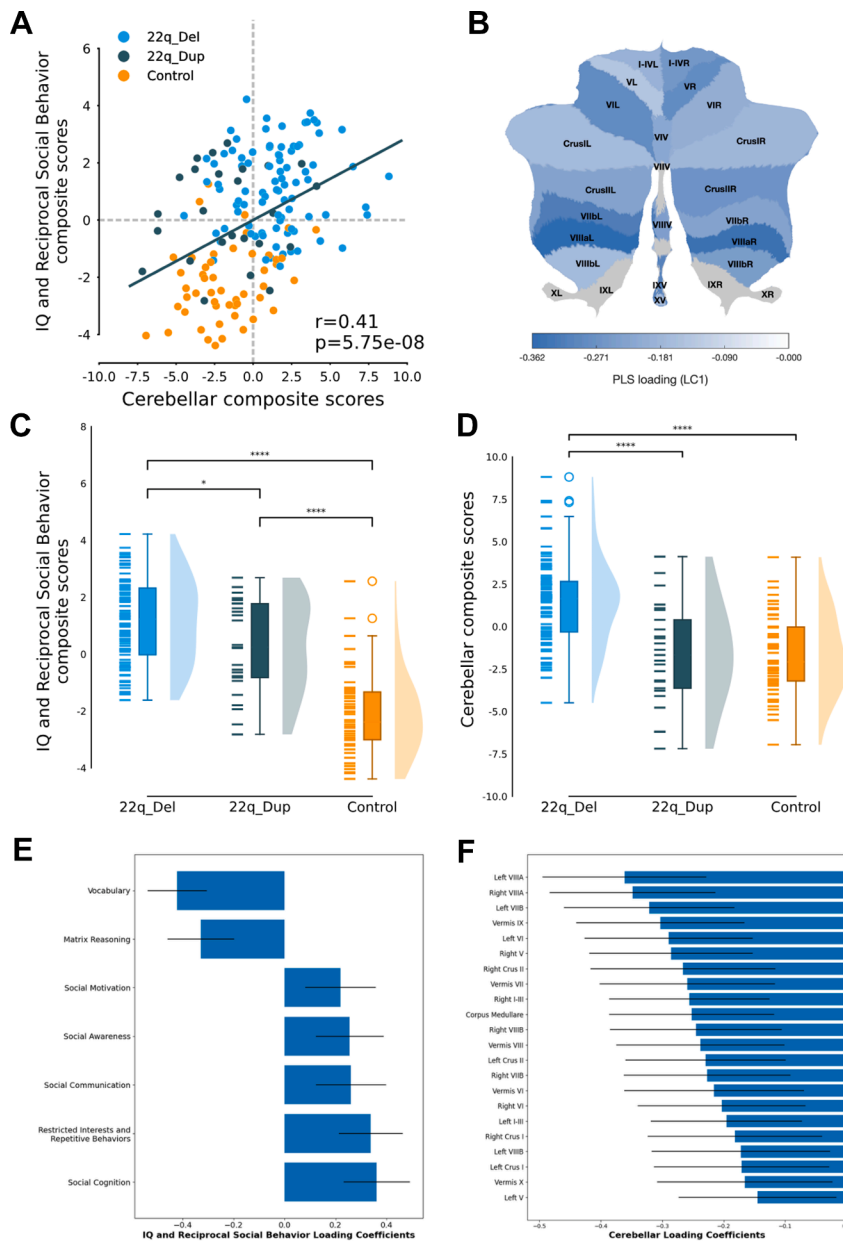 A
22q_Del
22q_Dup
Control
IQ and Reciprocal Social Behavior
composite scores
6
4
2
0
-2
-4
r=0.41
p=5.75e-08
-10.0 -7.5 -5.0 -2.5 0.0 2.5 5.0 7.5 10.0
Cerebellar composite scores
B
I-IVL I-IVR
VL VR
VIL VIR
VIV
CrusIL CrusIR
VIIV
CrusIIL CrusIIR
VIIbL VIIbR
VIIIV
VIIIaL VIIIaR
VIIIbL VIIIbR
XL IXL IXV IXR XR
XV
-0.362 -0.271 -0.181 -0.090 -0.000
PLS loading (LC1)
C
IQ and Reciprocal Social Behavior
composite scores
6
4
2
0
-2
-4
****
*
****
22q_Del 22q_Dup Control
D
Cerebellar composite scores
10.0
7.5
5.0
2.5
0.0
-2.5
-5.0
-7.5
-10.0
****
****
22q_Del 22q_Dup Control
E
Vocabulary
Matrix Reasoning
Social Motivation
Social Awareness
Social Communication
Restricted Interests and
Repetitive Behaviors
Social Cognition
−0.4 −0.2 0.0 0.2 0.4
IQ and Reciprocal Social Behavior Loading Coefficients
F
Left VIIIA
Right VIIIA
Left VIIB
Vermis IX
Left VI
Right V
Right Crus II
Vermis VII
Right I-III
Corpus Medullare
Right VIIIB
Vermis VIII
Left Crus II
Right VIIB
Vermis VI
Right VI
Left I-III
Right Crus I
Left VIIIB
Left Crus I
Vermis X
Left V
−0.5 −0.4 −0.3 −0.2 −0.1
Cerebellar Loading Coefficients